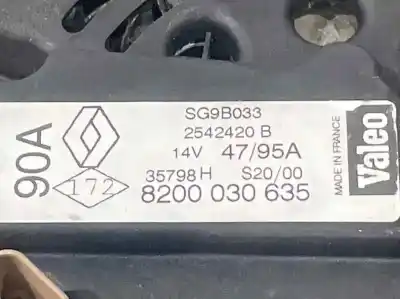 90A
172
SG9B033
2542420 B
14V 47/95A
35798 H S20/00
8200 030 635
MADE IN FRANCE
Valeo